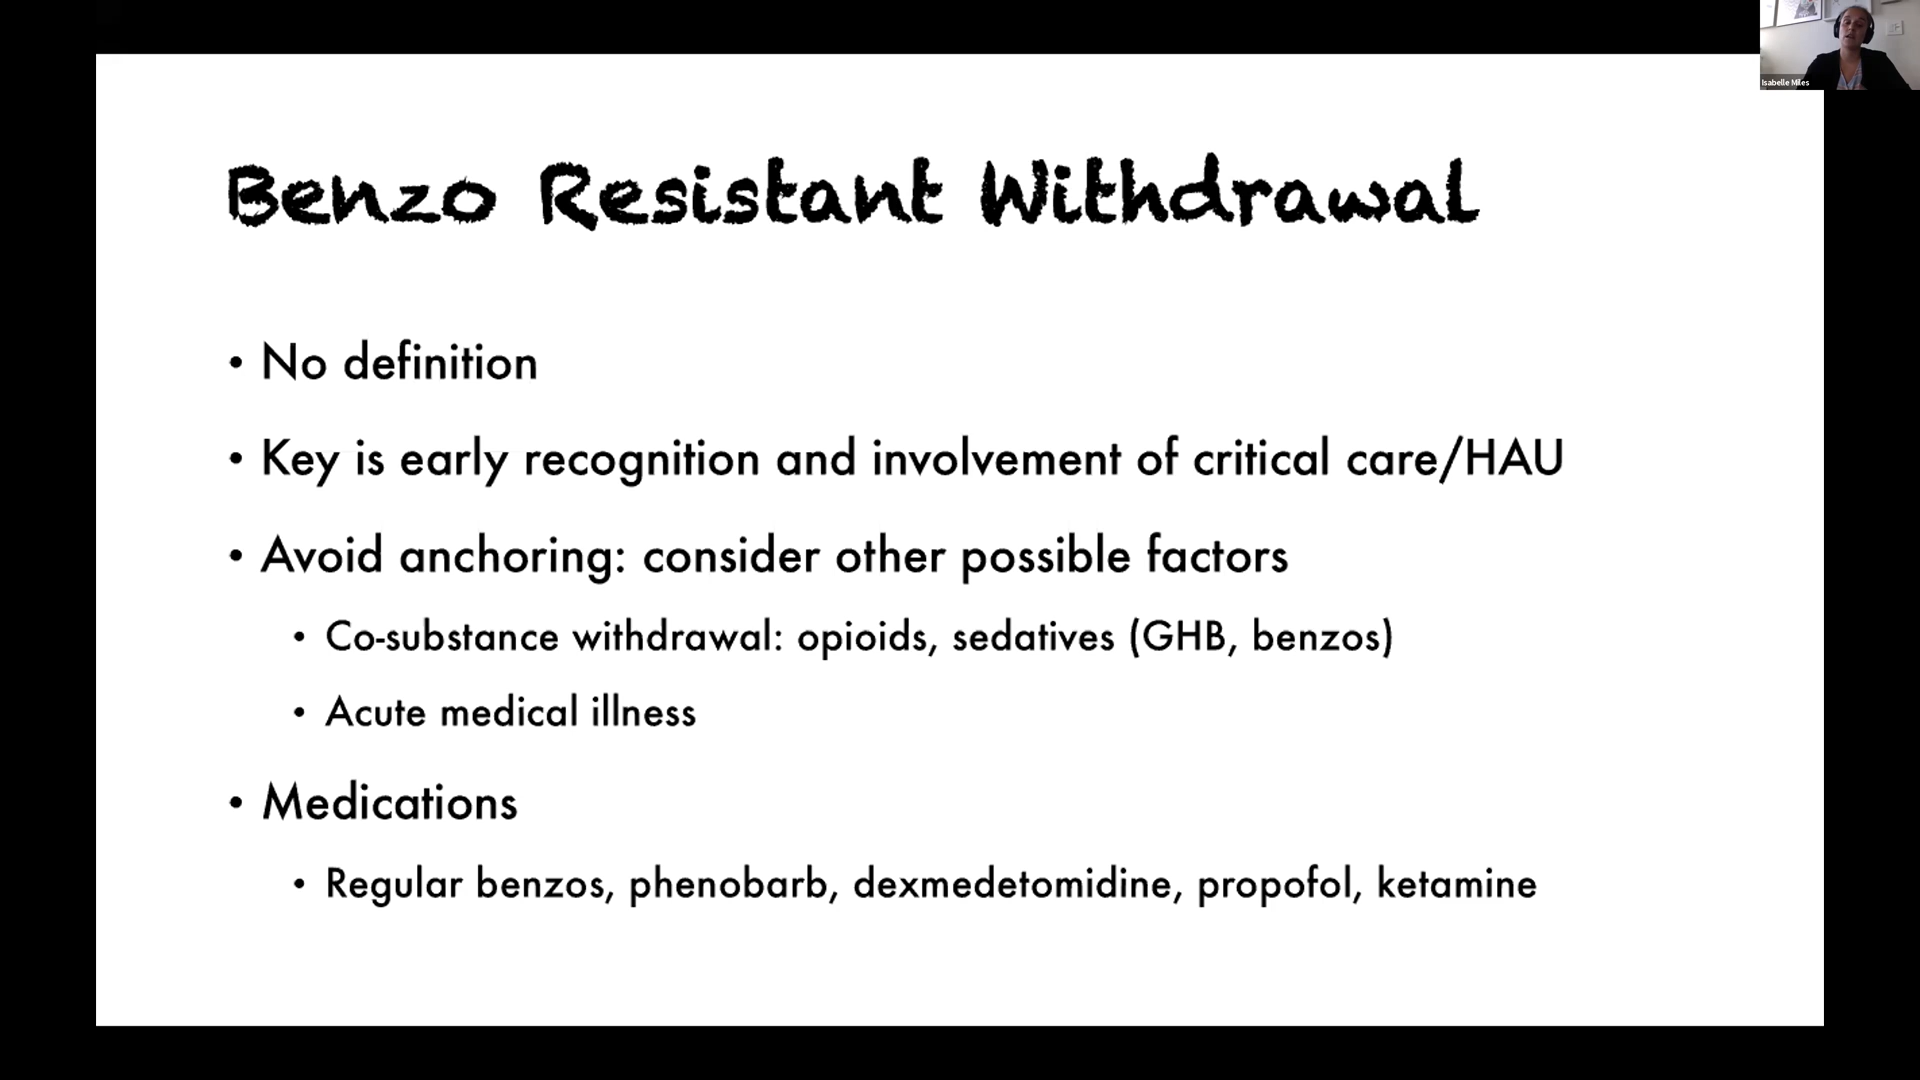 Isabelle Miles
Benzo Resistant Withdrawal
• No definition
• Key is early recognition and involvement of critical care/HAU
• Avoid anchoring: consider other possible factors
• Co-substance withdrawal: opioids, sedatives (GHB, benzos)
• Acute medical illness
• Medications
• Regular benzos, phenobarb, dexmedetomidine, propofol, ketamine